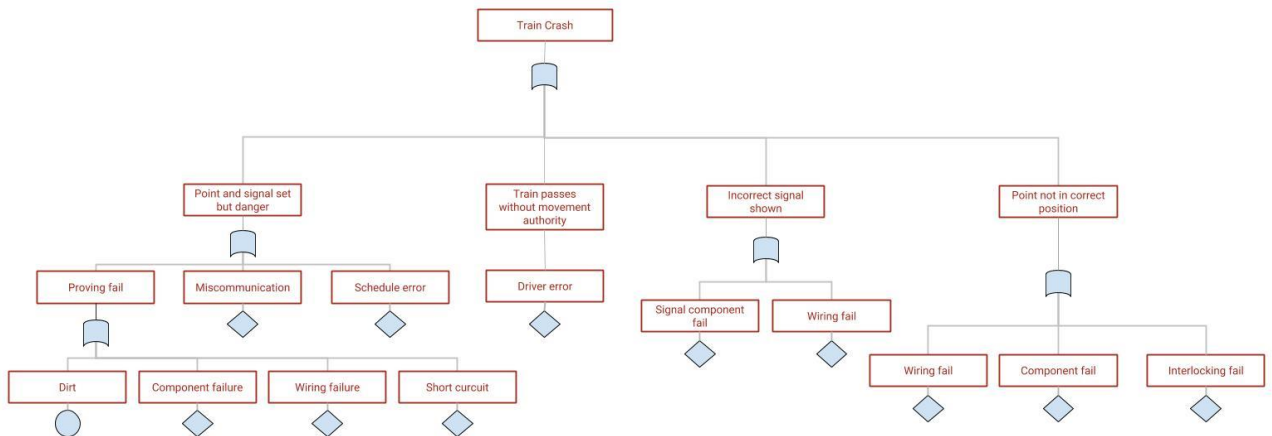 Train Crash
Point and signal set
but danger
Train passes
without movement
authority
Incorrect signal
shown
Point not in correct
position
Proving fail
Miscommunication
Schedule error
Driver error
Signal component
fail
Wiring fail
Wiring fail
Component fail
Interlocking fail
Dirt
Component failure
Wiring failure
Short curcuit